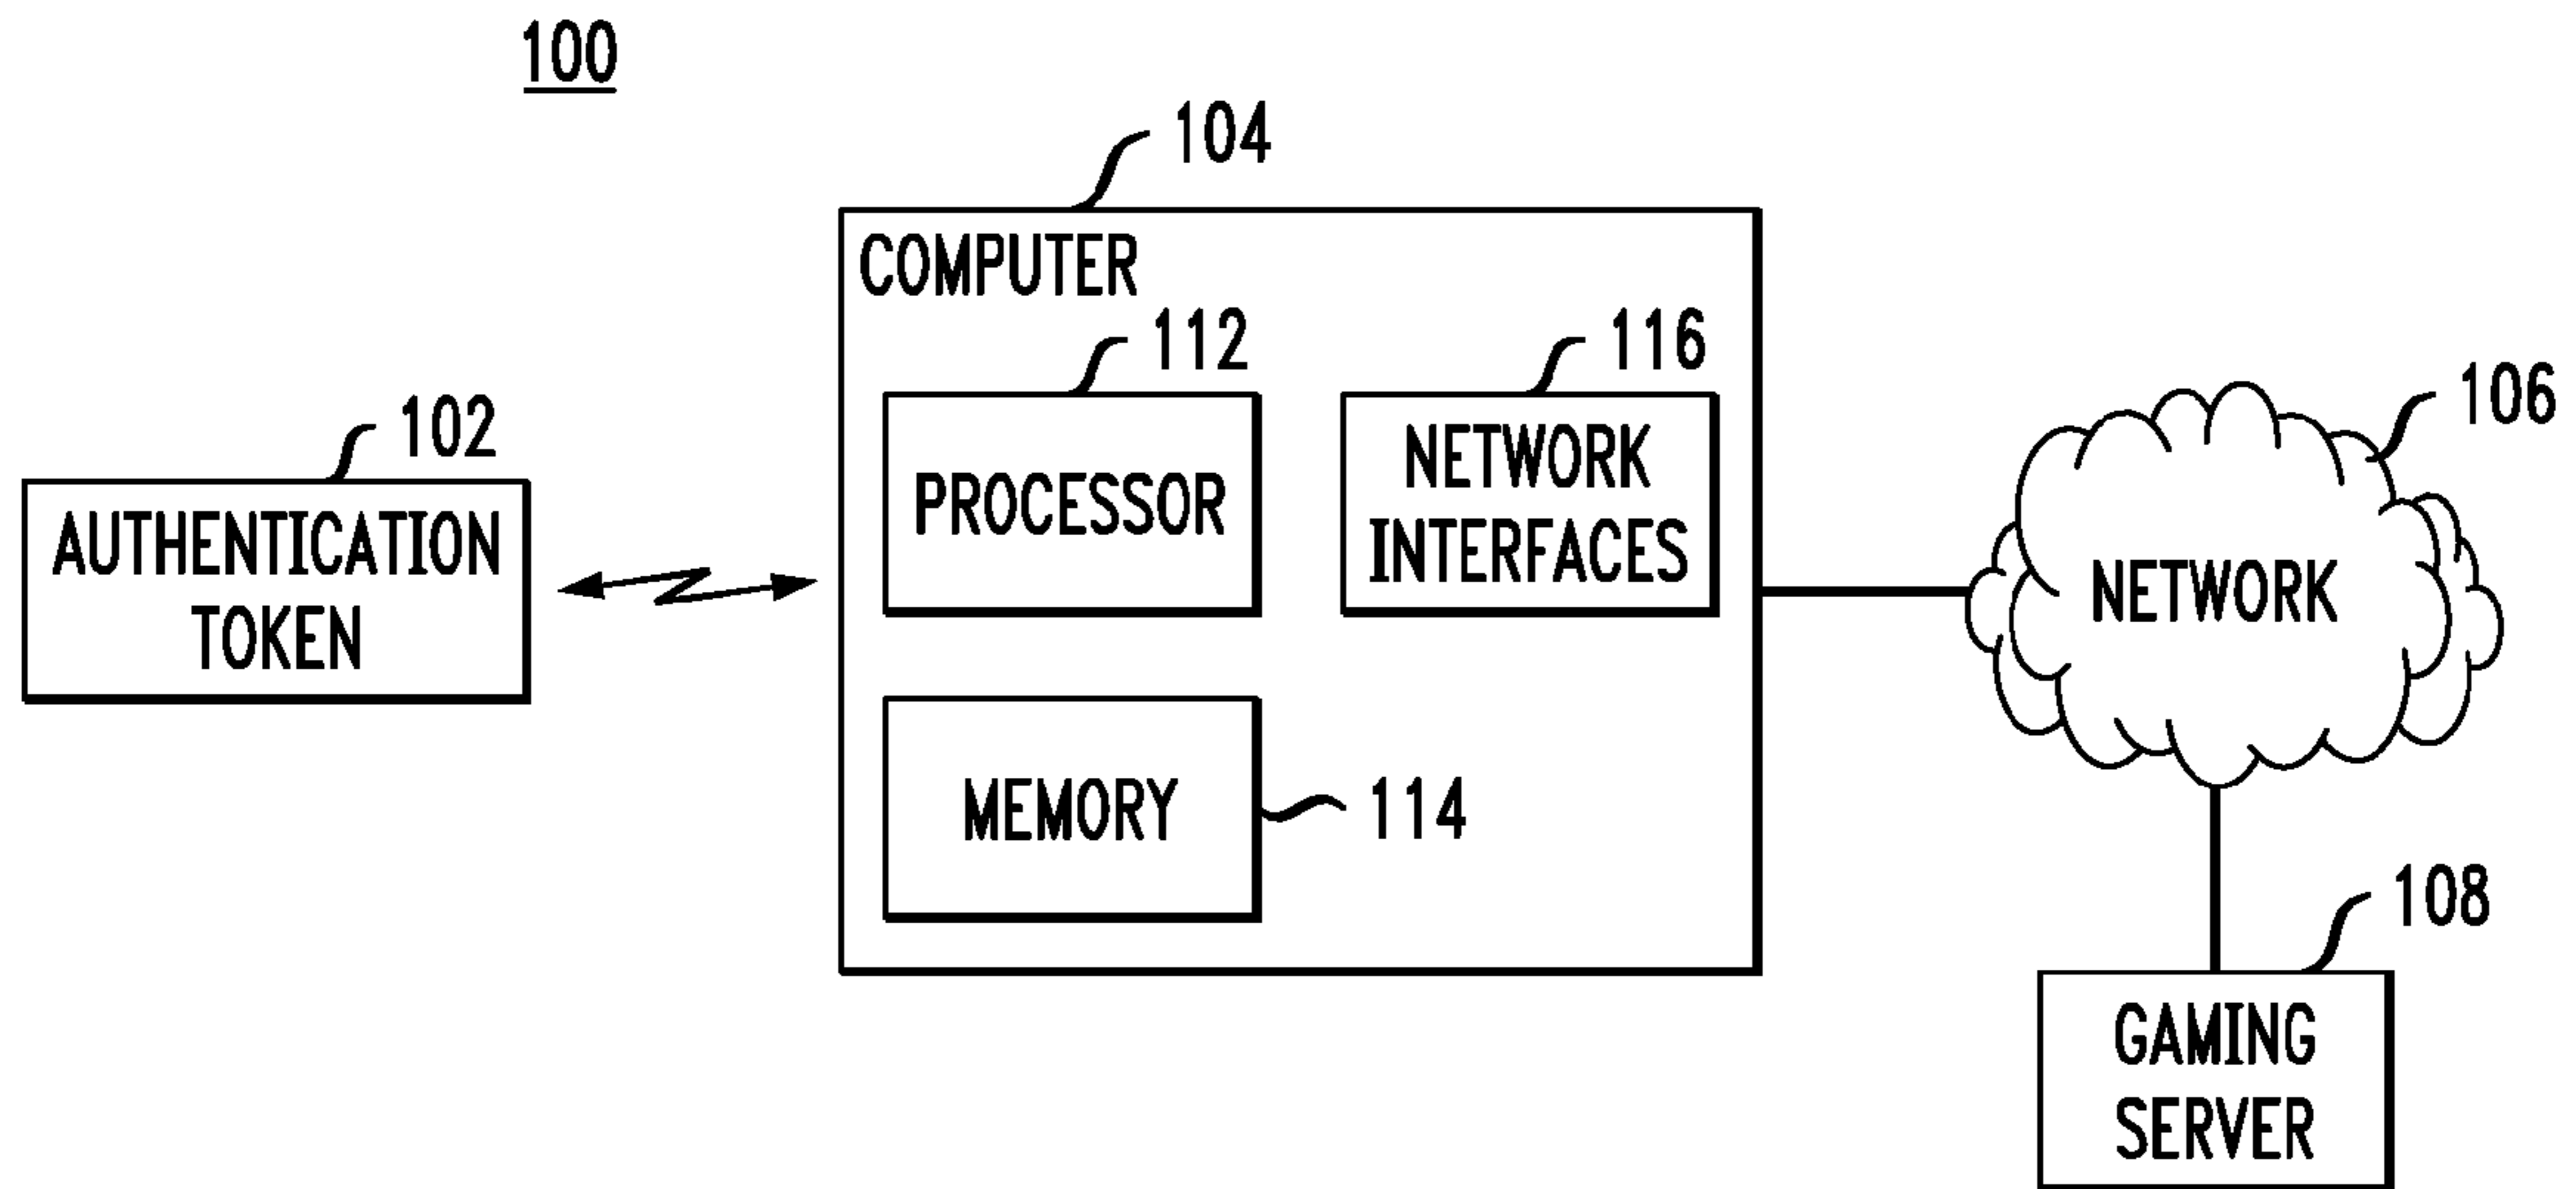 100
104
COMPUTER
112
116
106
102
AUTHENTICATION
TOKEN
PROCESSOR
NETWORK
INTERFACES
NETWORK
MEMORY
114
108
GAMING
SERVER